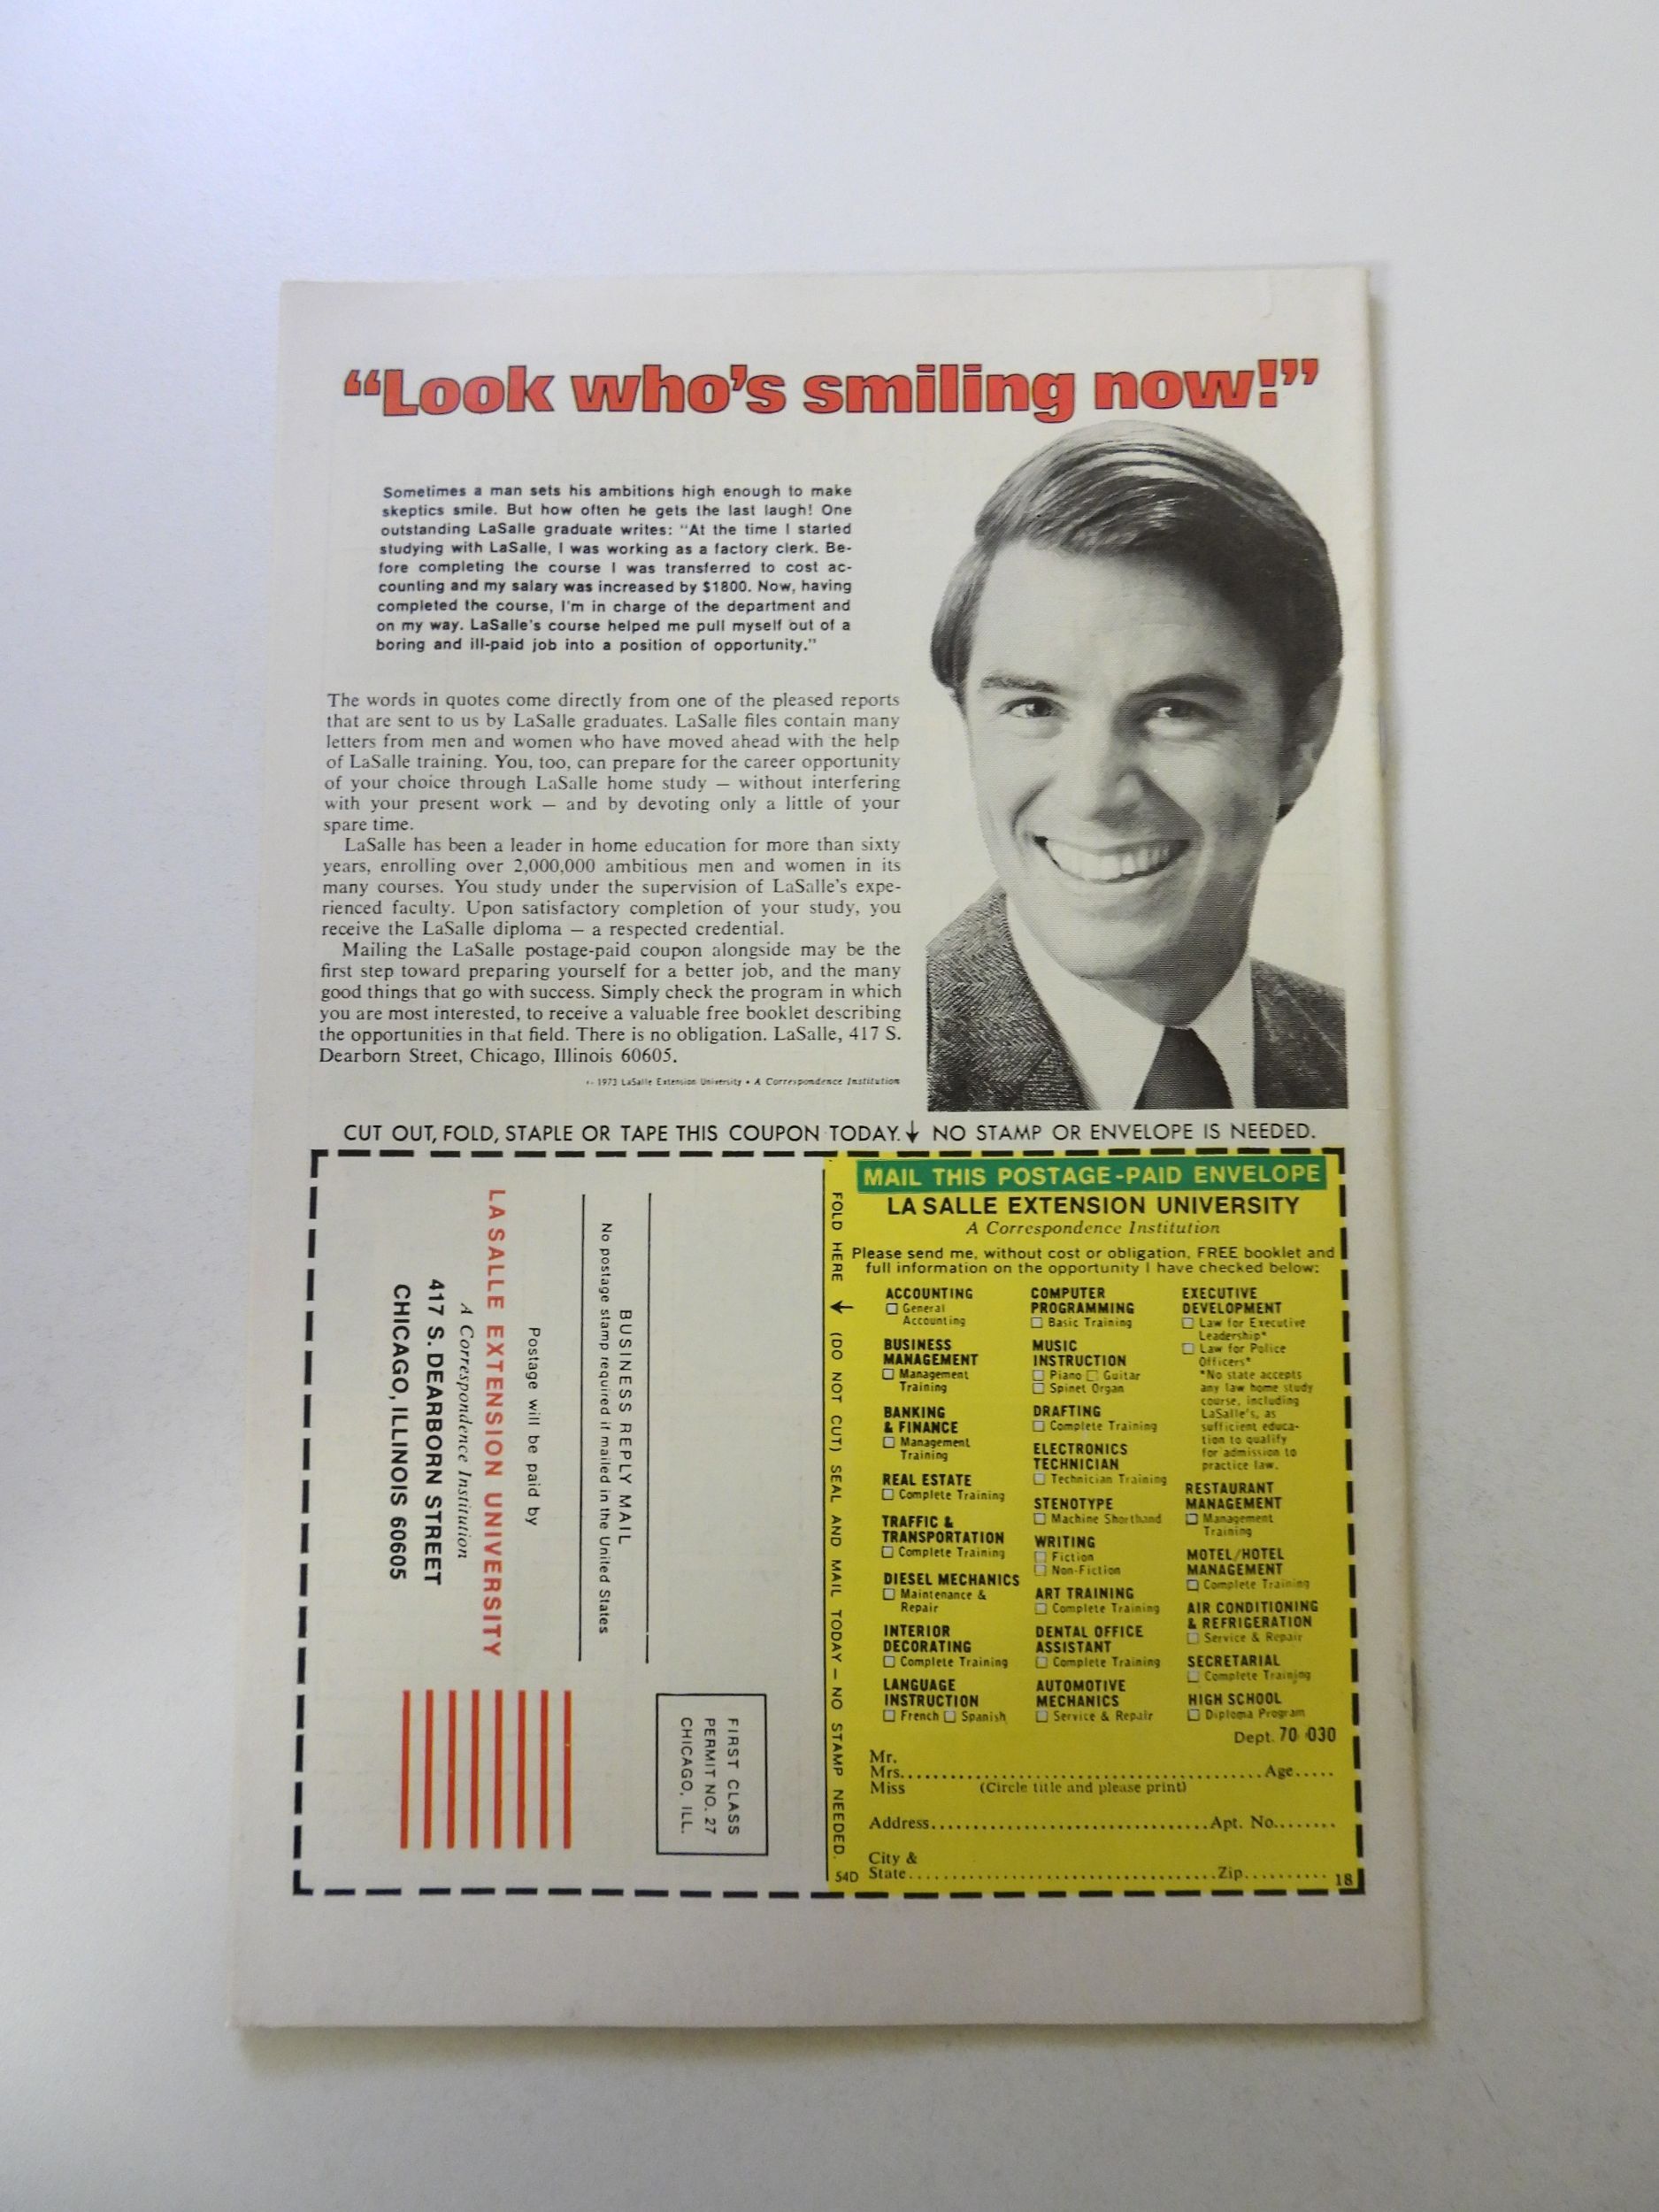 “Look who’s smiling now!”
Sometimes a man sets his ambitions high enough to make
skeptics smile. But how often he gets the last laugh! One
outstanding LaSalle graduate writes: “At the time I started
studying with LaSalle, I was working as a factory clerk. Be-
fore completing the course I was transferred to cost ac-
counting and my salary was increased by $1800. Now, having
completed the course, I'm in charge of the department and
on my way. LaSalle's course helped me pull myself out of a
boring and ill-paid job into a position of opportunity.”
The words in quotes come directly from one of the pleased reports
that are sent to us by LaSalle graduates. LaSalle files contain many
letters from men and women who have moved ahead with the help
of LaSalle training. You, too, can prepare for the career opportunity
of your choice through LaSalle home study — without interfering
with your present work — and by devoting only a little of your
spare time.
LaSalle has been a leader in home education for more than sixty
years, enrolling over 2,000,000 ambitious men and women in its
many courses. You study under the supervision of LaSalle's expe-
rienced faculty. Upon satisfactory completion of your study, you
receive the LaSalle diploma — a respected credential.
Mailing the LaSalle postage-paid coupon alongside may be the
first step toward preparing yourself for a better job, and the many
good things that go with success. Simply check the program in which
you are most interested, to receive a valuable free booklet describing
the opportunities in that field. There is no obligation. LaSalle, 417 S.
Dearborn Street, Chicago, Illinois 60605.
1973 LaSalle Extension University • A Correspondence Institution
CUT OUT, FOLD, STAPLE OR TAPE THIS COUPON TODAY. ↓ NO STAMP OR ENVELOPE IS NEEDED.
FIRST CLASS
PERMIT NO. 27
CHICAGO, ILL.
BUSINESS REPLY MAIL
No postage stamp required if mailed in the United States
Postage will be paid by
LA SALLE EXTENSION UNIVERSITY
A Correspondence Institution
417 S. DEARBORN STREET
CHICAGO, ILLINOIS 60605
FOLD HERE (DO NOT CUT) SEAL AND MAIL TODAY – NO STAMP NEEDED.
54D
MAIL THIS POSTAGE-PAID ENVELOPE
LA SALLE EXTENSION UNIVERSITY
A Correspondence Institution
Please send me, without cost or obligation, FREE booklet and
full information on the opportunity I have checked below:
ACCOUNTING
☐ General
Accounting
BUSINESS
MANAGEMENT
☐ Management
Training
BANKING
& FINANCE
☐ Management
Training
REAL ESTATE
☐ Complete Training
TRAFFIC &
TRANSPORTATION
☐ Complete Training
DIESEL MECHANICS
☐ Maintenance &
Repair
INTERIOR
DECORATING
☐ Complete Training
LANGUAGE
INSTRUCTION
☐ French ☐ Spanish
COMPUTER
PROGRAMMING
☐ Basic Training
MUSIC
INSTRUCTION
☐ Piano ☐ Guitar
☐ Spinet Organ
DRAFTING
☐ Complete Training
ELECTRONICS
TECHNICIAN
☐ Technician Training
STENOTYPE
☐ Machine Shorthand
WRITING
☐ Fiction
☐ Non-Fiction
ART TRAINING
☐ Complete Training
DENTAL OFFICE
ASSISTANT
☐ Complete Training
AUTOMOTIVE
MECHANICS
☐ Service & Repair
EXECUTIVE
DEVELOPMENT
☐ Law for Executive
Leadership*
☐ Law for Police
Officers*
*No state accepts
any law home study
course, including
LaSalle's, as
sufficient educa-
tion to qualify
for admission to
practice law.
RESTAURANT
MANAGEMENT
☐ Management
Training
MOTEL/HOTEL
MANAGEMENT
☐ Complete Training
AIR CONDITIONING
& REFRIGERATION
☐ Service & Repair
SECRETARIAL
☐ Complete Training
HIGH SCHOOL
☐ Diploma Program
Dept. 70 030
Mr.
Mrs. Age
Miss (Circle title and please print)
Address Apt. No.
City &
State Zip
18